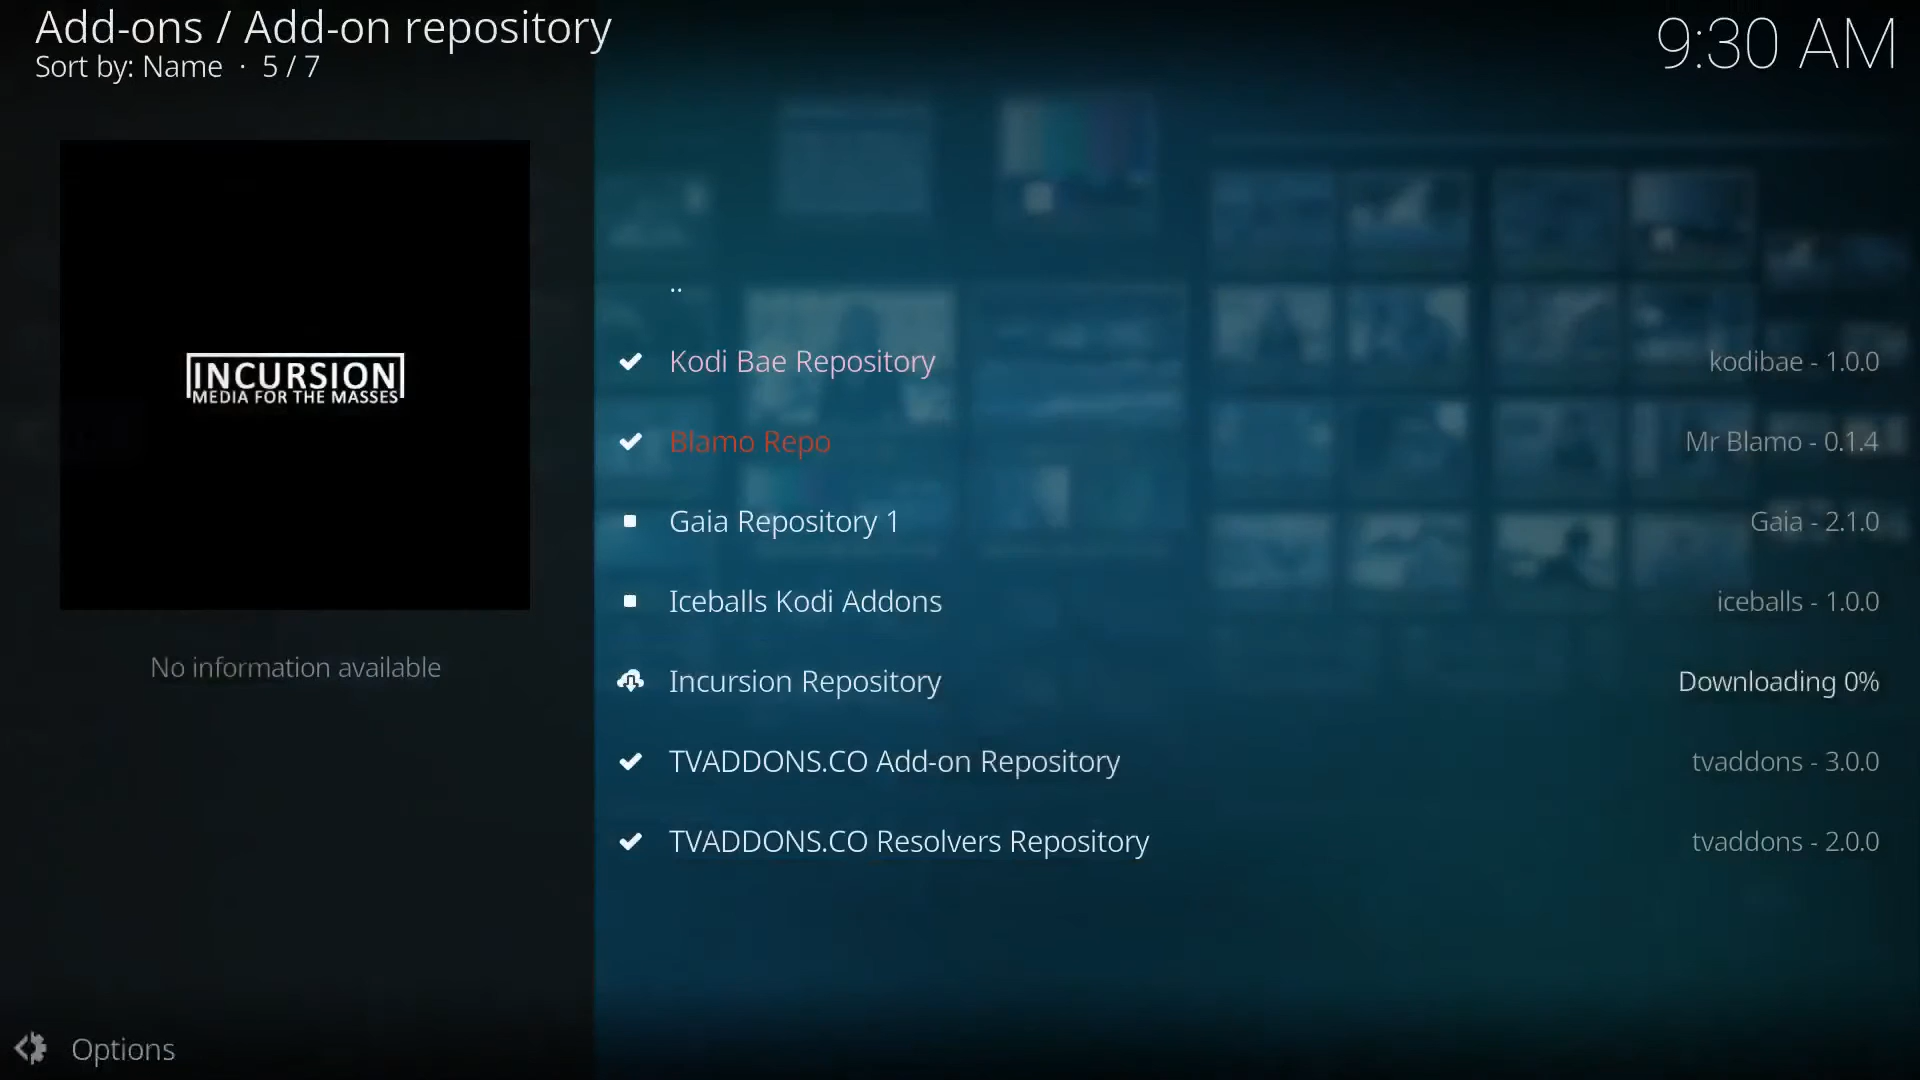 Add-ons / Add-on repository
Sort by: Name · 5 / 7
9:30 AM
INCURSION
MEDIA FOR THE MASSES
No information available
..
Kodi Bae Repository kodibae - 1.0.0
Blamo Repo Mr Blamo - 0.1.4
Gaia Repository 1 Gaia - 2.1.0
Iceballs Kodi Addons iceballs - 1.0.0
Incursion Repository Downloading 0%
TVADDONS.CO Add-on Repository tvaddons - 3.0.0
TVADDONS.CO Resolvers Repository tvaddons - 2.0.0
Options